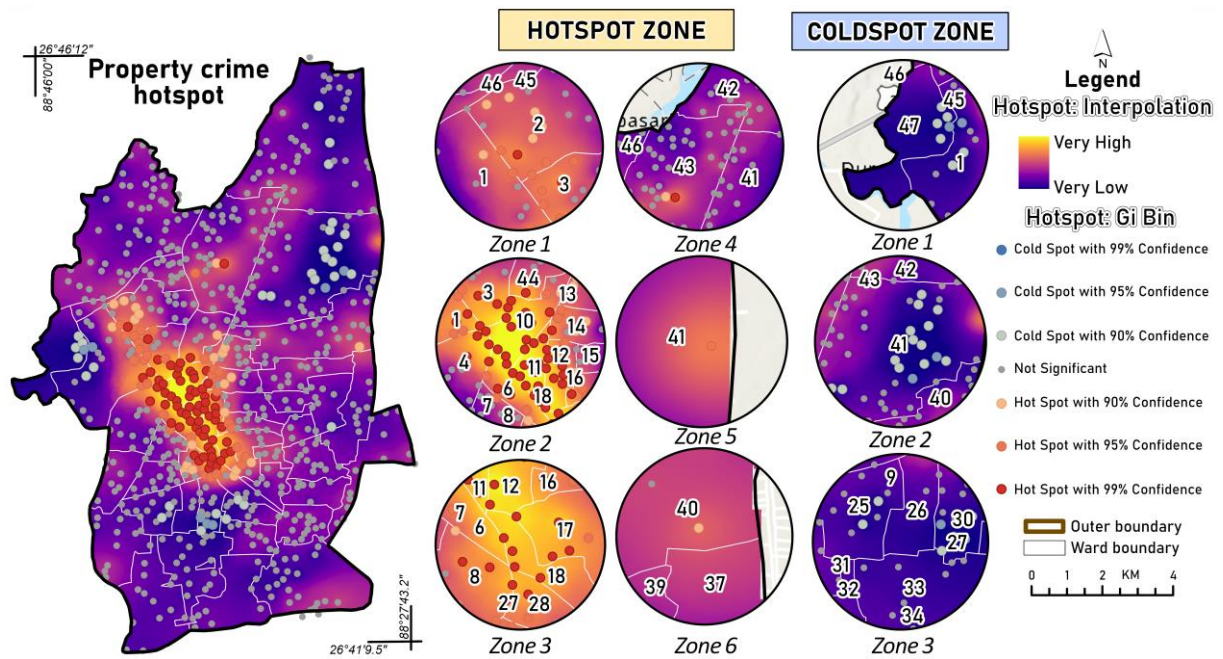 HOTSPOT ZONE
COLDSPOT ZONE
26°46'12"
88°46'00"
Property crime
hotspot
46
45
2
1
3
Zone 1
42
46
43
41
Zone 4
46
45
47
1
Zone 1
44
3
13
1
10
14
12
15
4
11
16
6
18
7
8
Zone 2
41
Zone 5
42
43
41
40
Zone 2
11
12
16
7
6
17
8
18
27
28
Zone 3
40
39
37
Zone 6
9
25
26
30
27
31
32
33
34
Zone 3
N
Legend
Hotspot: Interpolation
Very High
Very Low
Hotspot: Gi Bin
Cold Spot with 99% Confidence
Cold Spot with 95% Confidence
Cold Spot with 90% Confidence
Not Significant
Hot Spot with 90% Confidence
Hot Spot with 95% Confidence
Hot Spot with 99% Confidence
Outer boundary
Ward boundary
0 1 2 KM 4
88°27'43.2"
26°41'9.5"